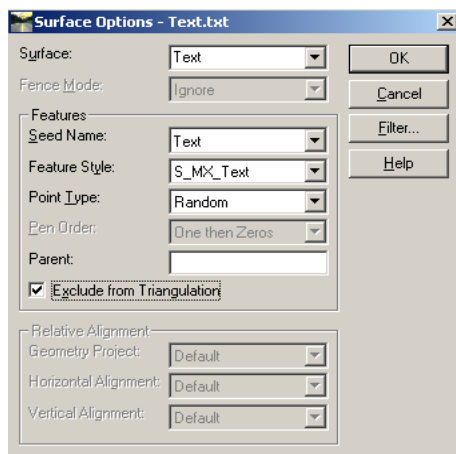 Surface Options - Text.txt
Surface: Text
OK
Fence Mode: Ignore
Cancel
Features
Filter...
Seed Name: Text
Help
Feature Style: S_MX_Text
Point Type: Random
Pen Order: One then Zeros
Parent:
Exclude from Triangulation
Relative Alignment
Geometry Project: Default
Horizontal Alignment: Default
Vertical Alignment: Default